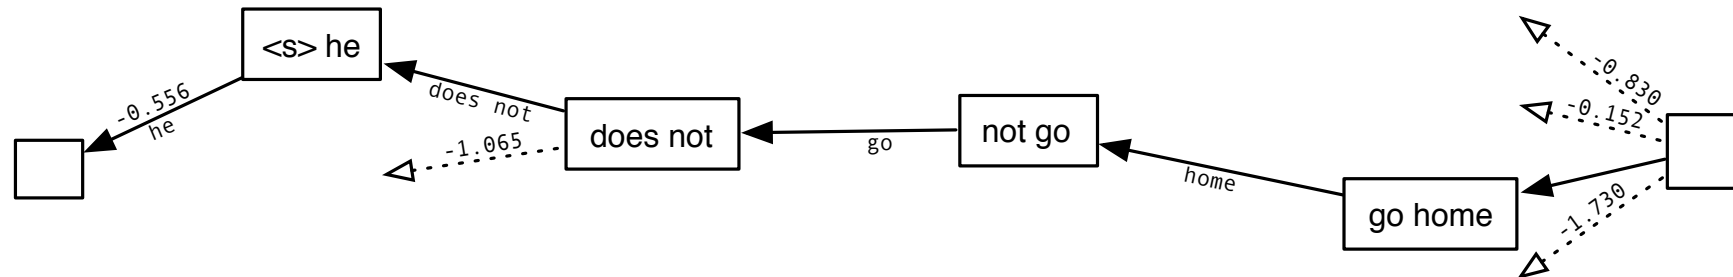 <s> he
-0.556
he
does not
-1.065
does not
go
not go
home
go home
-0.830
-0.152
-1.730